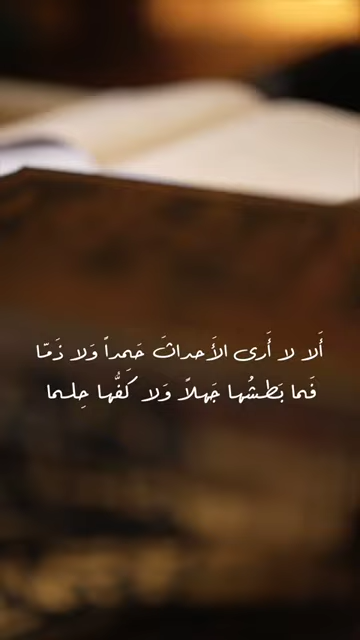 أَلا لا أَرى الأَحداثَ حَمداً وَلا ذَمّا
فَما بَطشُها جَهلاً وَلا كَفُّها حِلما